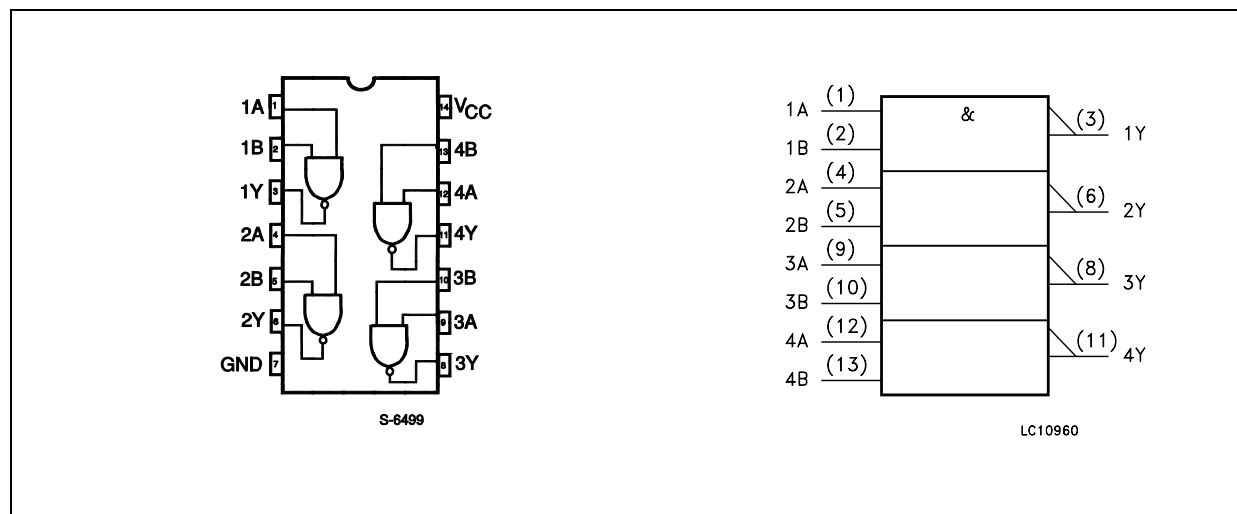 1A 1
1B 2
1Y 3
2A 4
2B 5
2Y 6
GND 7
14 VCC
13 4B
12 4A
11 4Y
10 3B
9 3A
8 3Y
S-6499
&
1A (1)
1B (2)
2A (4)
2B (5)
3A (9)
3B (10)
4A (12)
4B (13)
(3) 1Y
(6) 2Y
(8) 3Y
(11) 4Y
LC10960